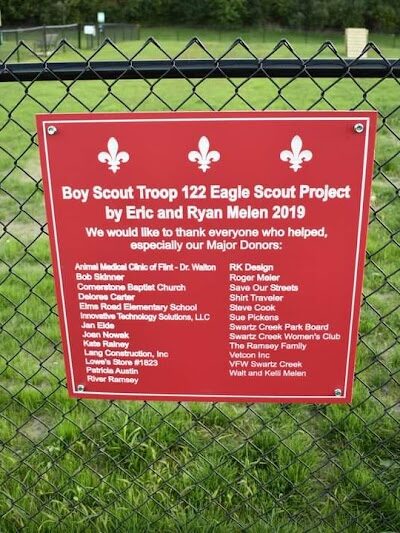 Boy Scout Troop 122 Eagle Scout Project
by Eric and Ryan Melen 2019
We would like to thank everyone who helped,
especially our Major Donors:
Animal Medical Clinic of Flint - Dr. Walton
Bob Skinner
Cornerstone Baptist Church
Delores Carter
Elms Road Elementary School
Innovative Technology Solutions, LLC
Jan Eide
Joan Nowak
Kate Rainey
Lang Construction, Inc
Lowe's Store #1823
Patricia Austin
River Ramsey
RK Design
Roger Meier
Save Our Streets
Shirt Traveler
Steve Cook
Sue Pickens
Swartz Creek Park Board
Swartz Creek Women's Club
The Ramsey Family
Vetcon Inc
VFW Swartz Creek
Walt and Kelli Melen